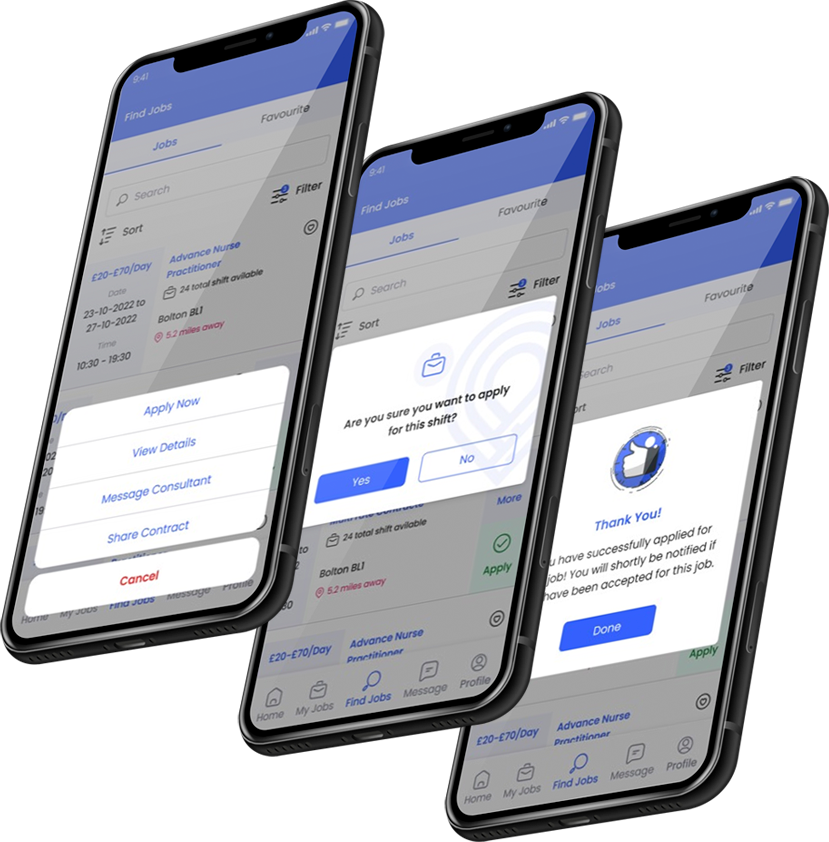 9:41
Find Jobs
Jobs
Favourite
Search
Filter
1
Sort
£20-£70/Day
Advance Nurse
Practitioner
Date
24 total shift avilable
23-10-2022 to
27-10-2022
Bolton BL1
5.2 miles away
Time
10:30 - 19:30
Apply Now
View Details
Message Consultant
Share Contract
Cancel
Home
My Jobs
Find Jobs
Message
Profile
9:41
Find Jobs
Jobs
Favourite
Search
Filter
1
Sort
Are you sure you want to apply
for this shift?
Yes
No
More
24 total shift avilable
Bolton BL1
5.2 miles away
Apply
£20-£70/Day
Advance Nurse
Practitioner
Home
My Jobs
Find Jobs
Message
Profile
Jobs
Favourite
Filter
1
Thank You!
have successfully applied for
job! You will shortly be notified if
have been accepted for this job.
Done
Apply
£20-£70/Day
Advance Nurse
Practitioner
Home
My Jobs
Find Jobs
Message
Profile